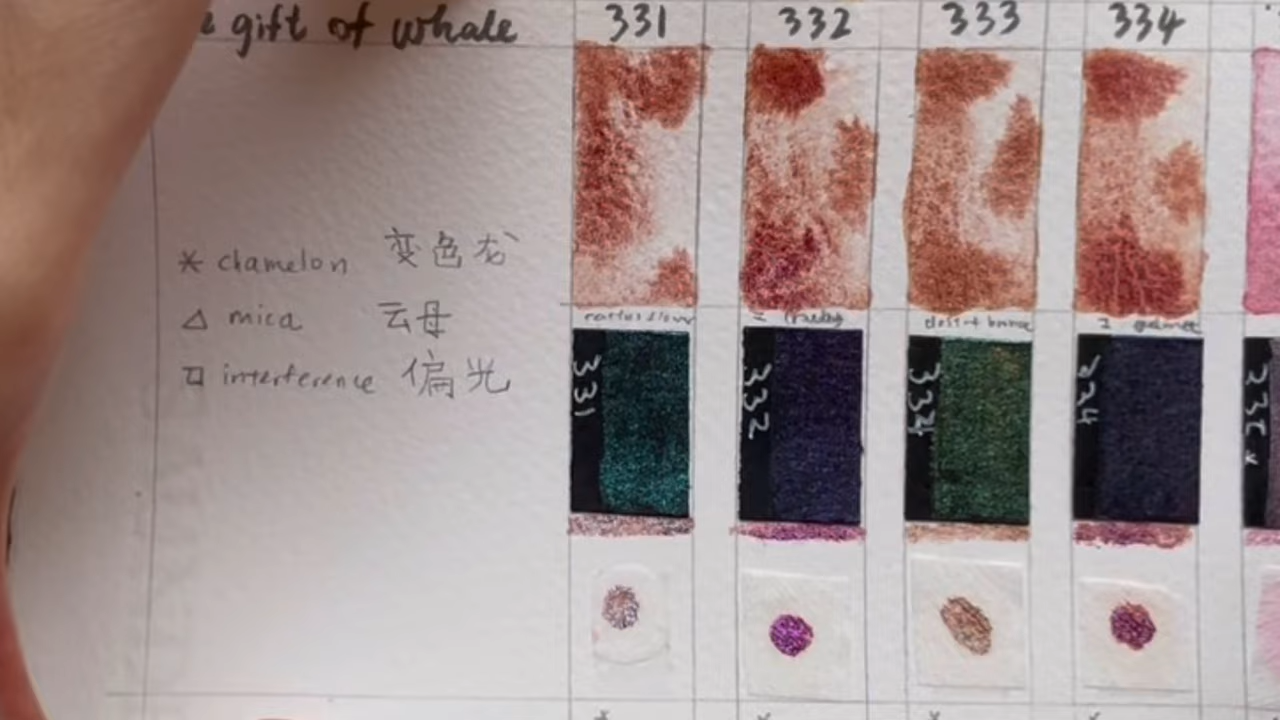 gift of whale 331 332 333 334
* chamelon 变色龙
△ mica 云母
□ interference 偏光
331 332 334 334